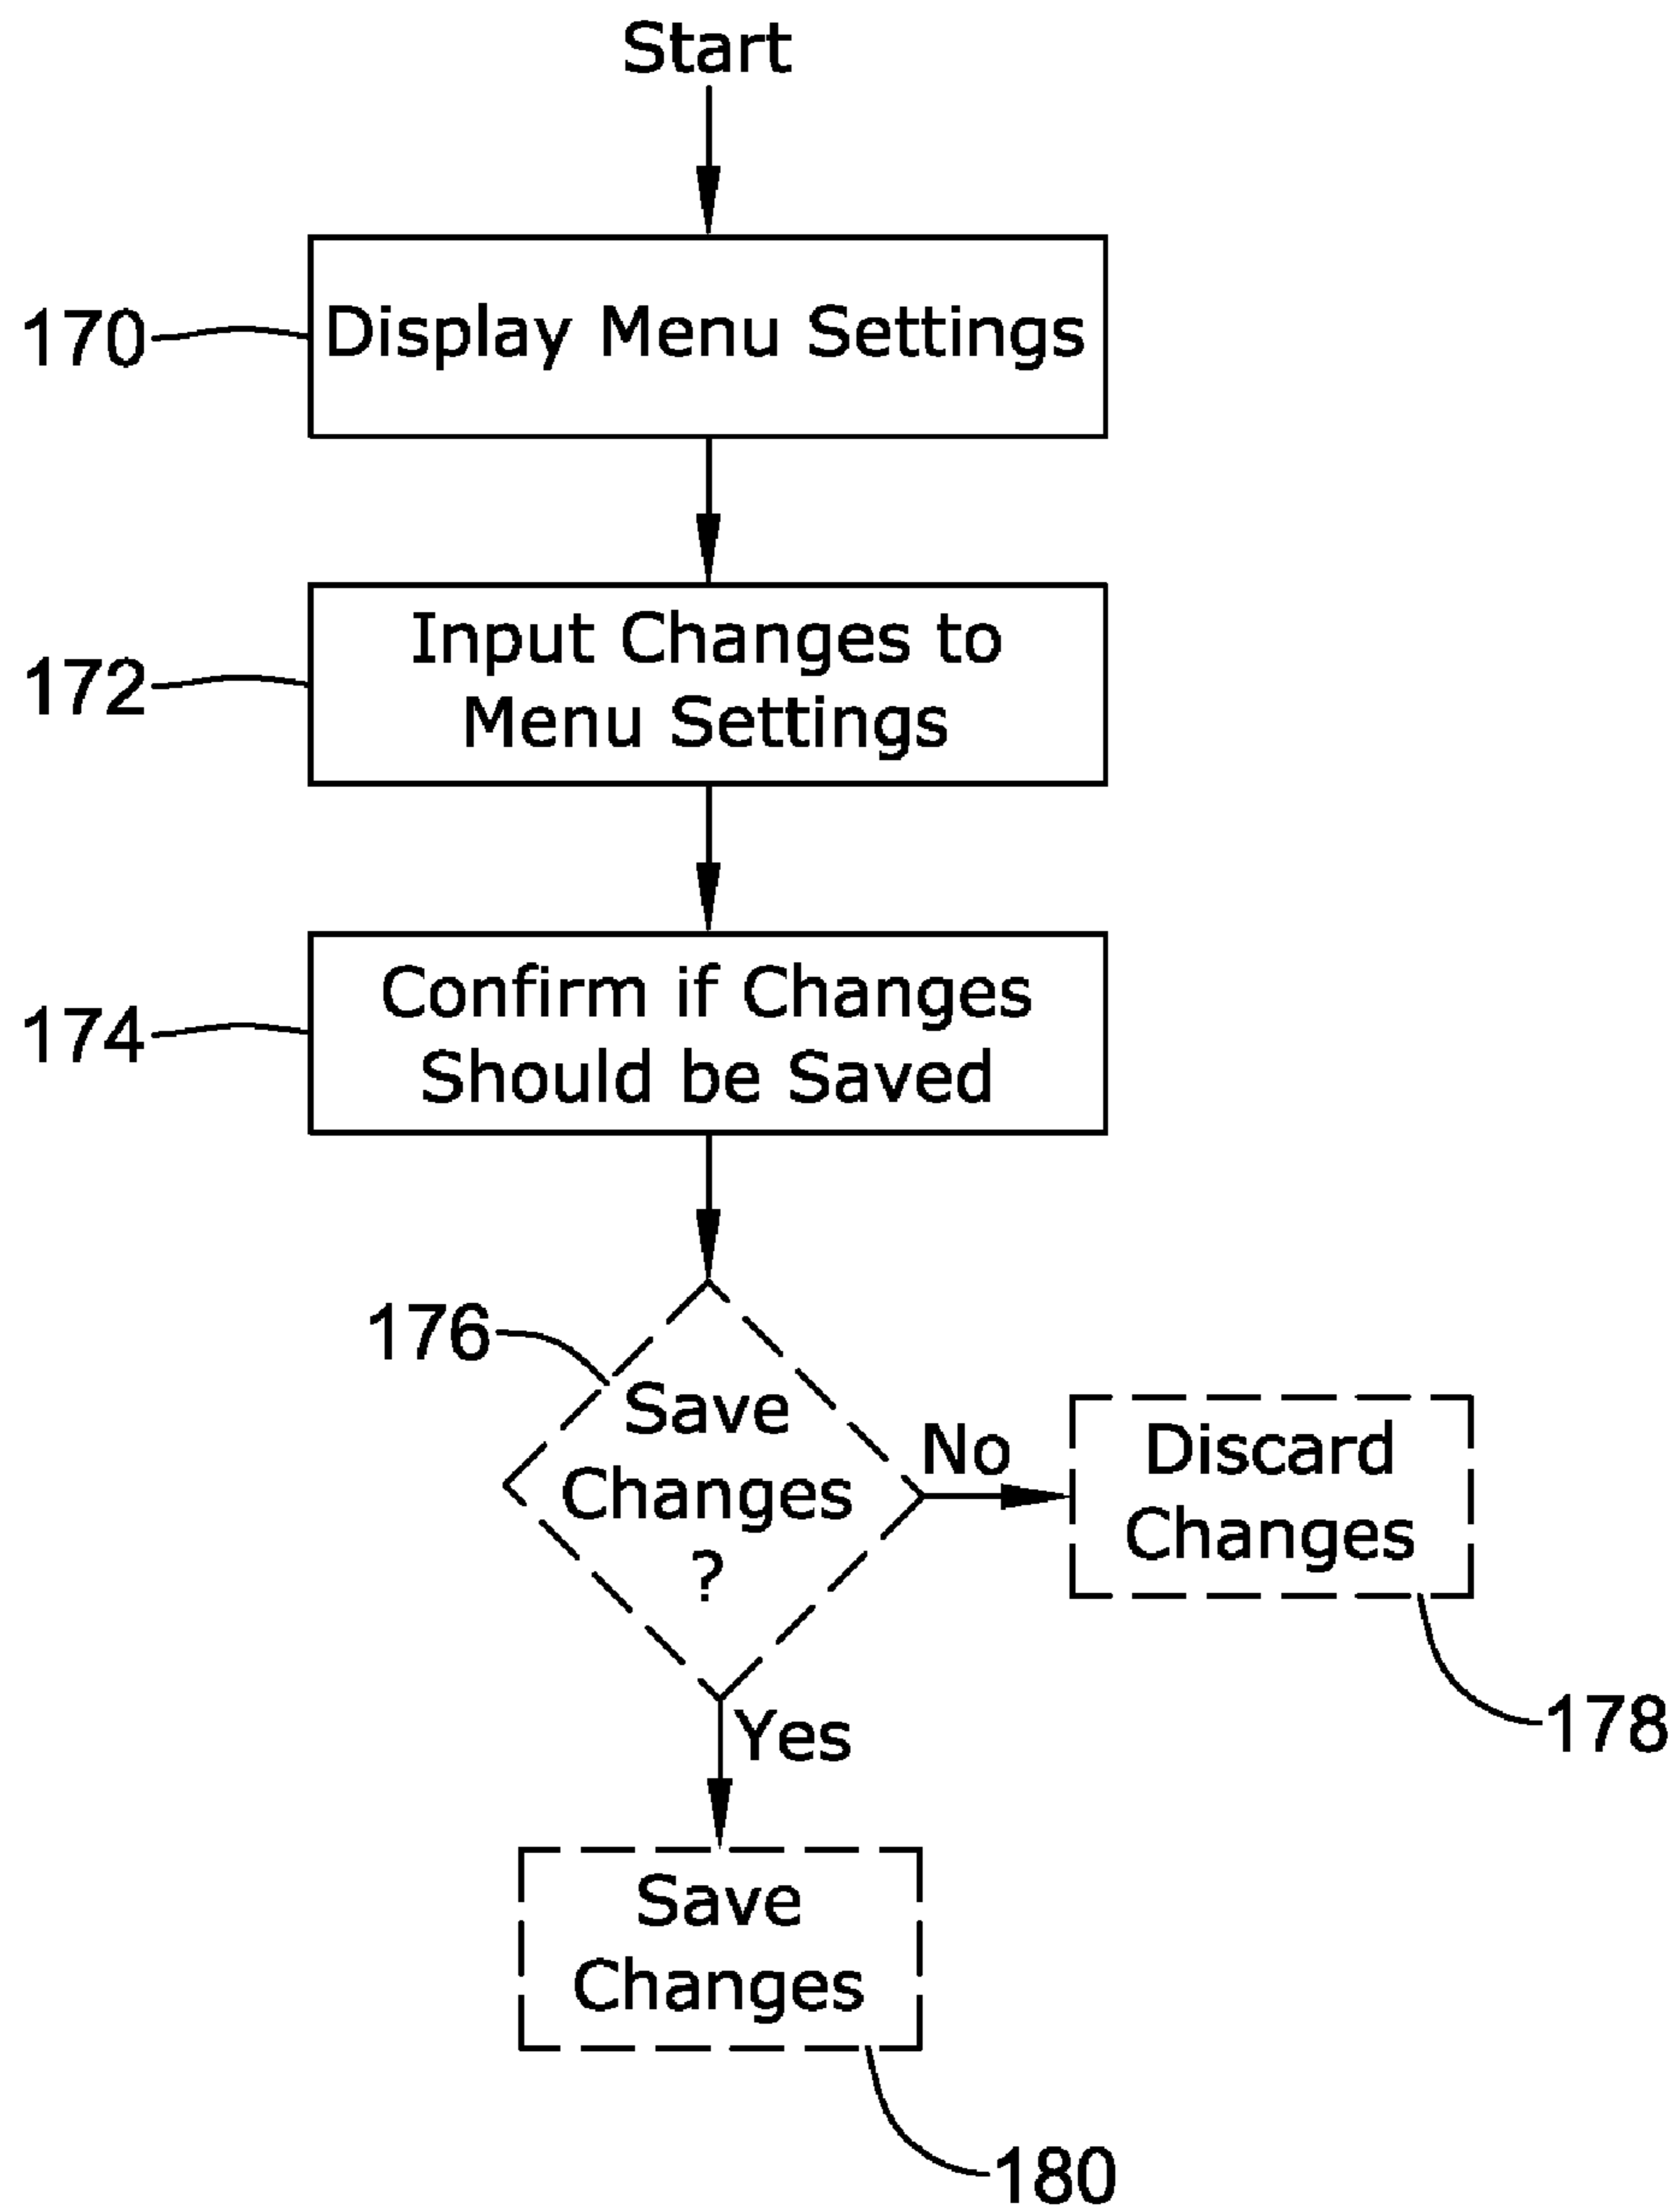 Start
170
Display Menu Settings
172
Input Changes to
Menu Settings
174
Confirm if Changes
Should be Saved
176
Save
Changes
?
No
Discard
Changes
178
Yes
Save
Changes
180